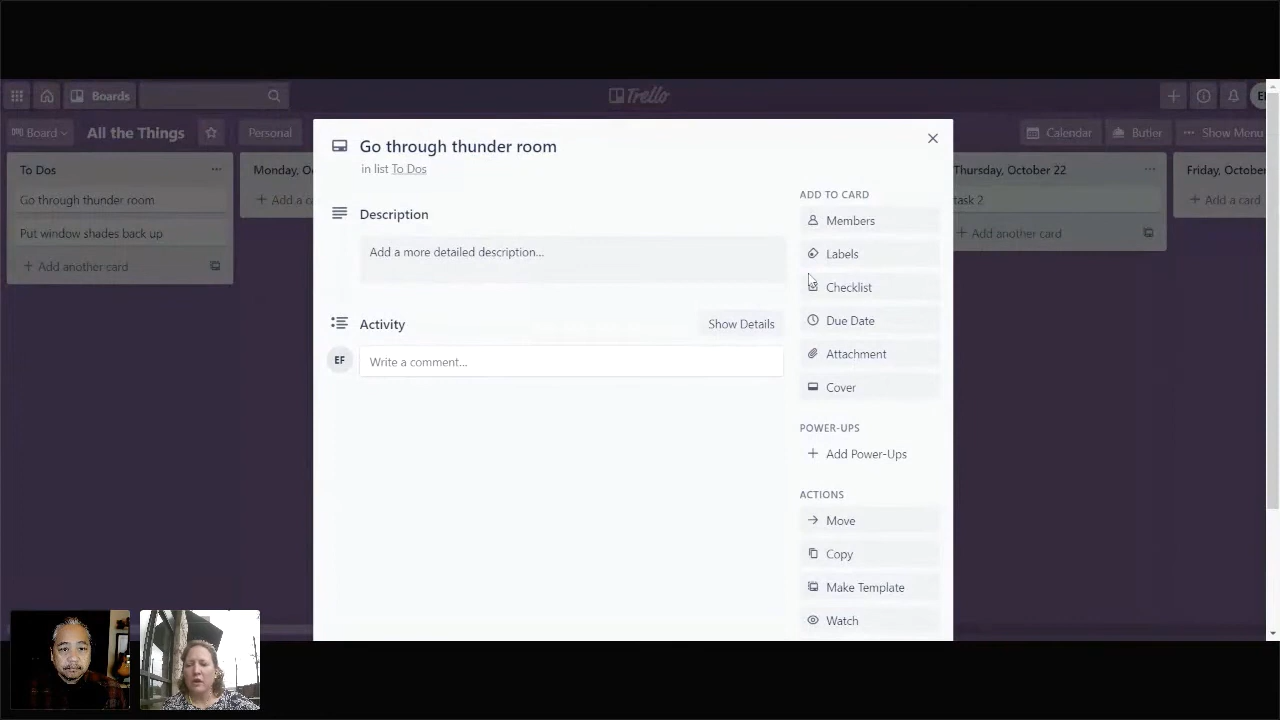 Boards
Trello
EF
Board
All the Things
Personal
Calendar
Butler
Show Menu
To Dos
Go through thunder room
Put window shades back up
Add another card
Monday, Oc
Add a ca
Go through thunder room
in list To Dos
Description
Add a more detailed description...
Activity
Show Details
EF
Write a comment...
ADD TO CARD
Members
Labels
Checklist
Due Date
Attachment
Cover
POWER-UPS
Add Power-Ups
ACTIONS
Move
Copy
Make Template
Watch
Thursday, October 22
task 2
Add another card
Friday, October
Add a card